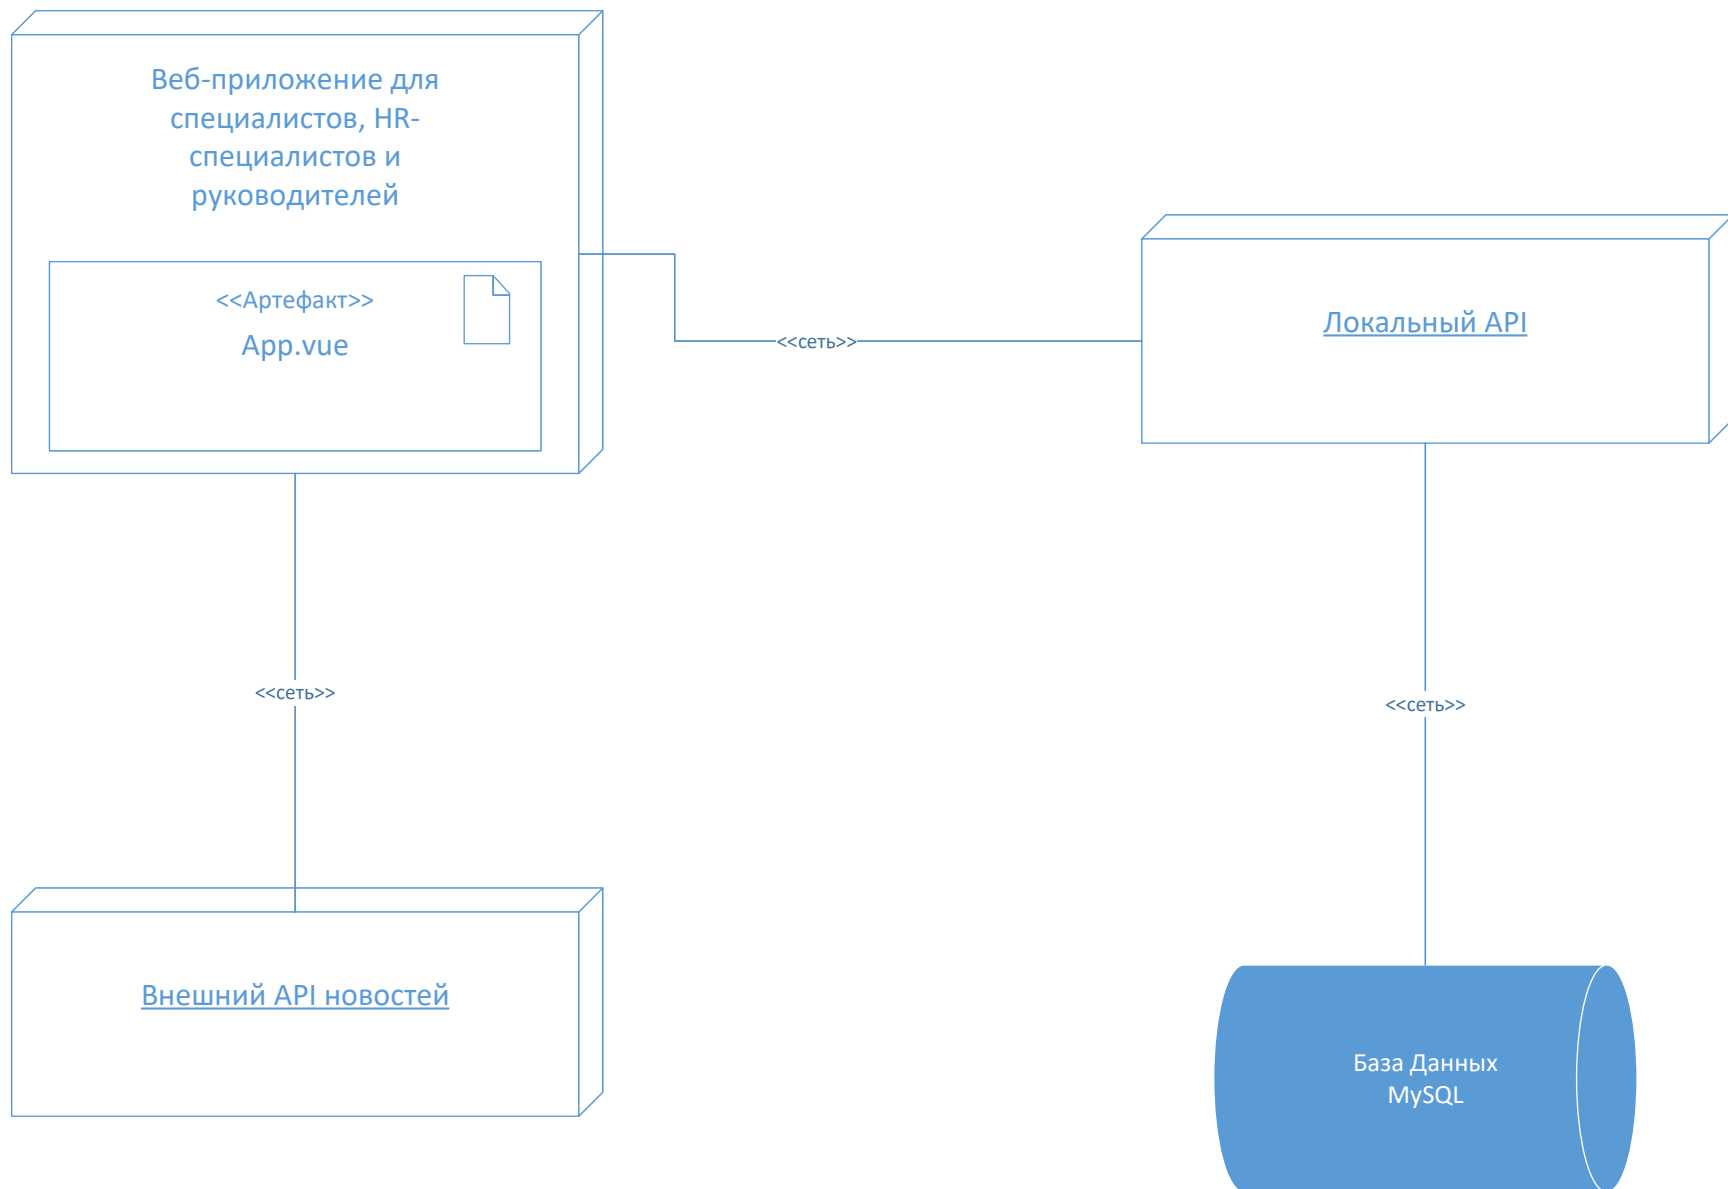 Веб-приложение для
специалистов, HR-
специалистов и
руководителей
<<Артефакт>>
App.vue
<<сеть>>
Локальный API
<<сеть>>
<<сеть>>
Внешний API новостей
База Данных
MySQL